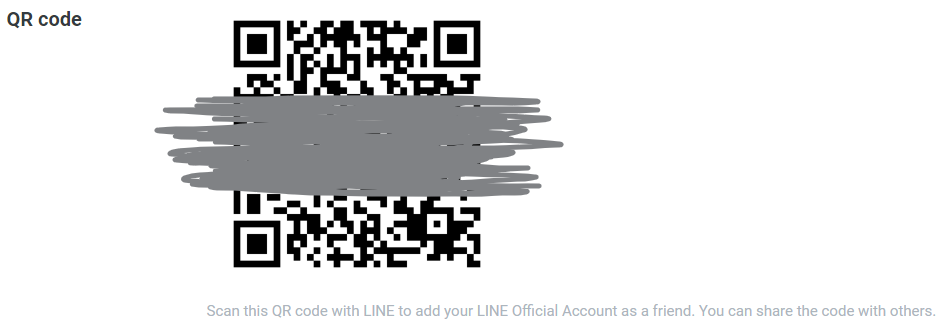 QR code
Scan this QR code with LINE to add your LINE Official Account as a friend. You can share the code with others.